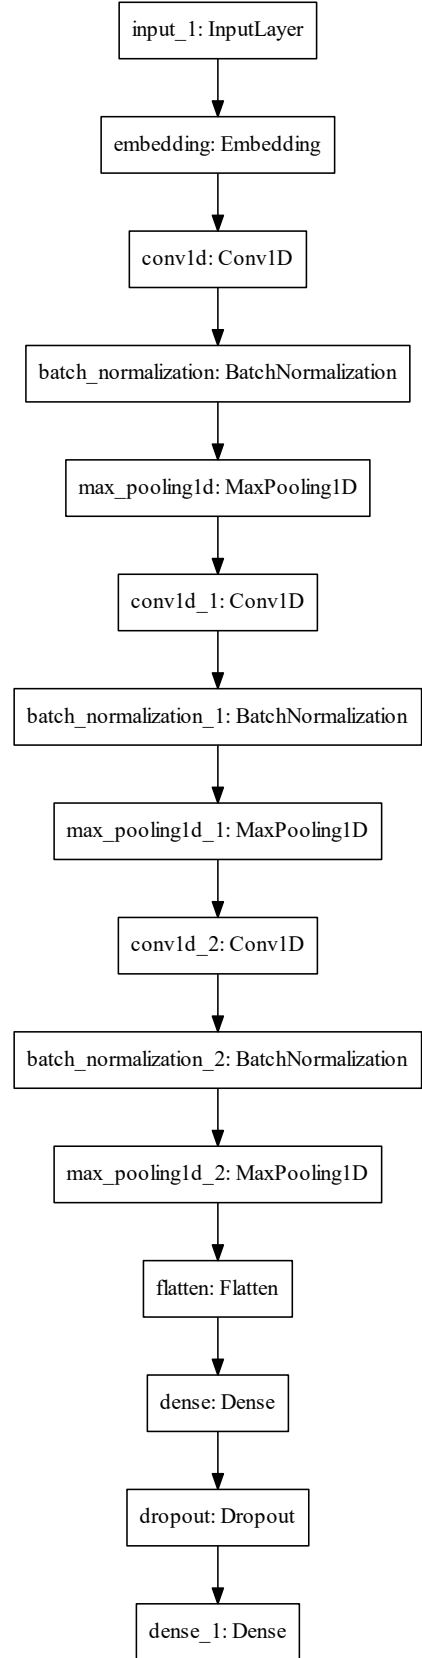 input_1: InputLayer
embedding: Embedding
conv1d: Conv1D
batch_normalization: BatchNormalization
max_pooling1d: MaxPooling1D
conv1d_1: Conv1D
batch_normalization_1: BatchNormalization
max_pooling1d_1: MaxPooling1D
conv1d_2: Conv1D
batch_normalization_2: BatchNormalization
max_pooling1d_2: MaxPooling1D
flatten: Flatten
dense: Dense
dropout: Dropout
dense_1: Dense